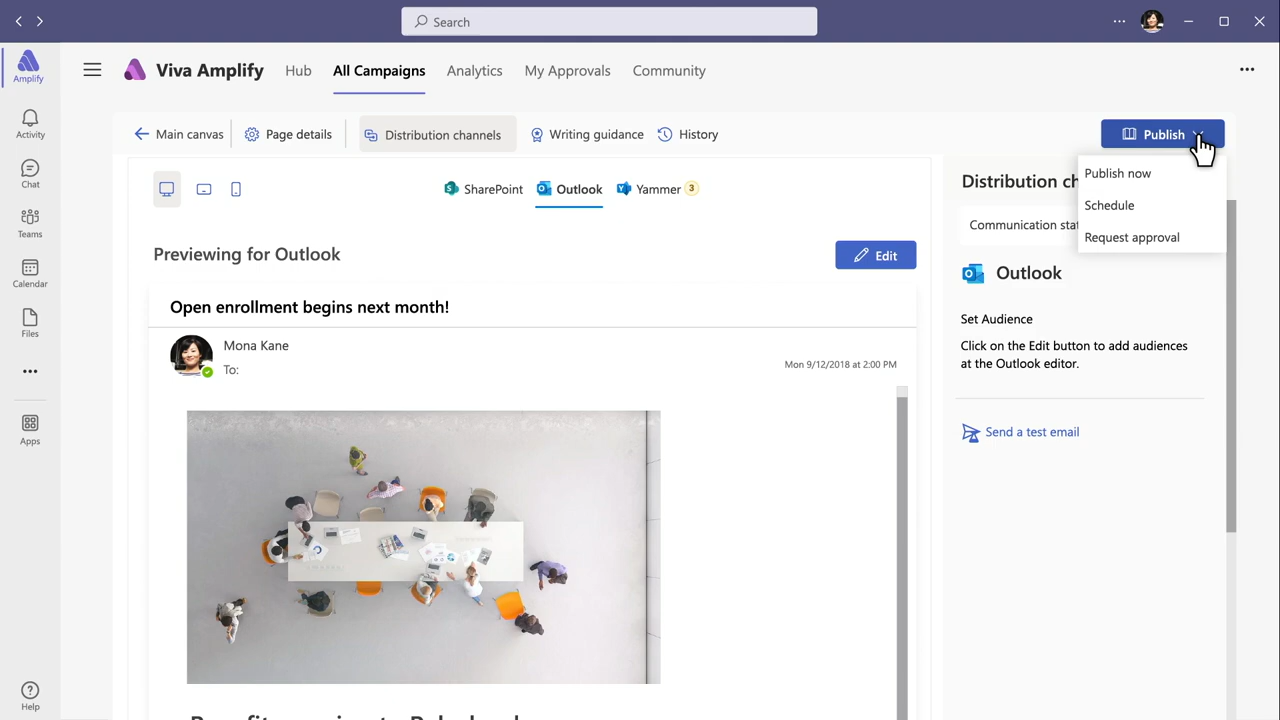 Search
Amplify
Activity
Chat
Teams
Calendar
Files
Apps
Help
Viva Amplify
Hub
All Campaigns
Analytics
My Approvals
Community
Main canvas
Page details
Distribution channels
Writing guidance
History
Publish
Publish now
Schedule
Request approval
SharePoint
Outlook
Yammer 3
Previewing for Outlook
Edit
Open enrollment begins next month!
Mona Kane
To:
Mon 9/12/2018 at 2:00 PM
Distribution ch
Communication stat
Outlook
Set Audience
Click on the Edit button to add audiences
at the Outlook editor.
Send a test email